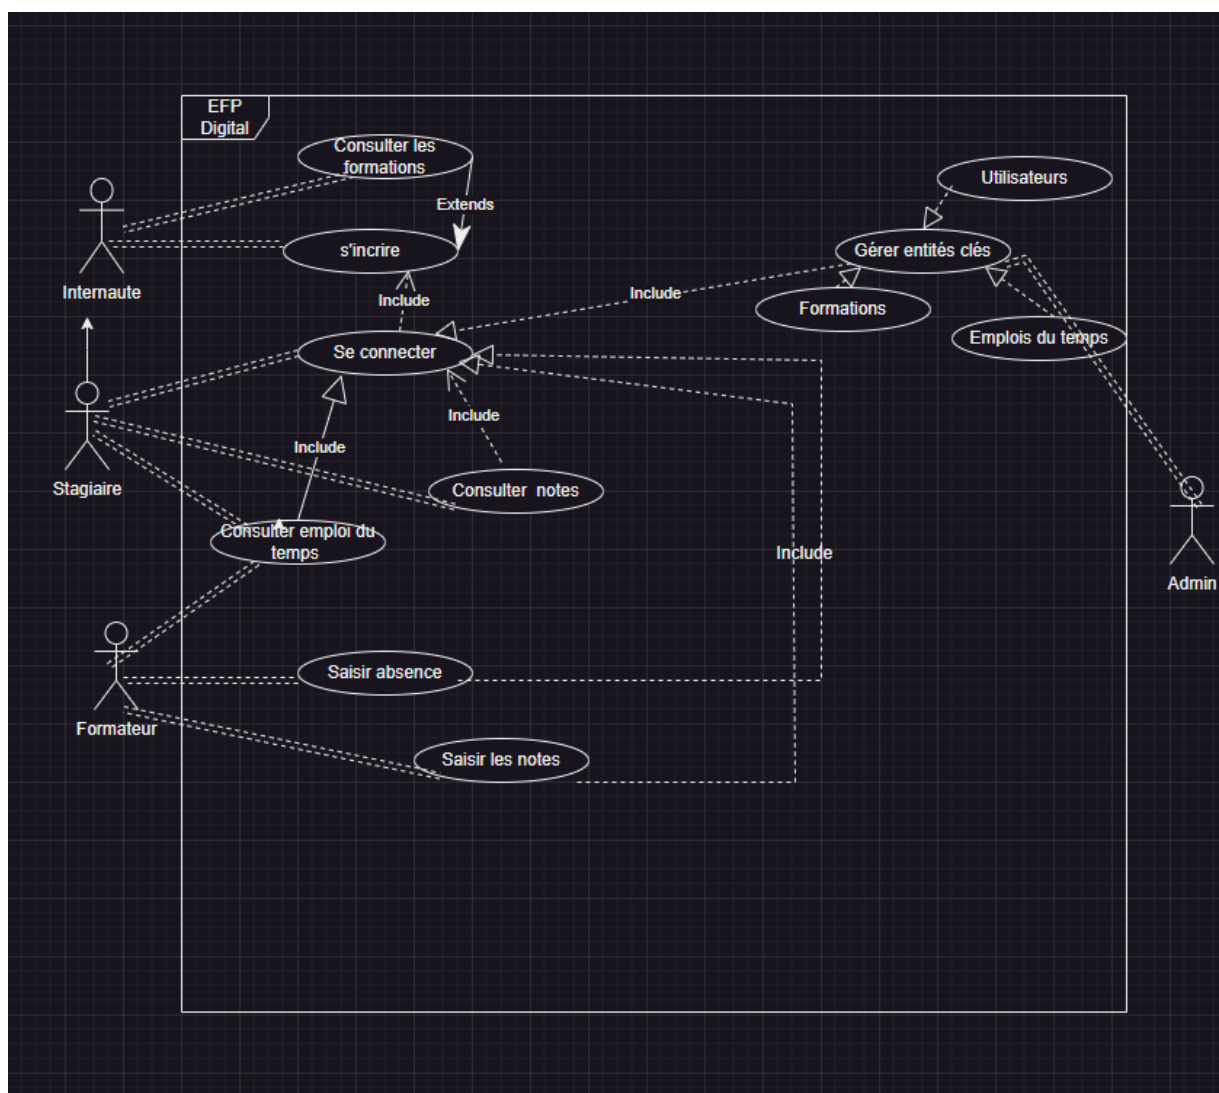 EFP
Digital
Consulter les
formations
Utilisateurs
Extends
s'incrire
Gérer entités clés
Internaute
Include
Include
Formations
Se connecter
Emplois du temps
Include
Include
Stagiaire
Consulter notes
Consulter emploi du
temps
Include
Admin
Saisir absence
Formateur
Saisir les notes